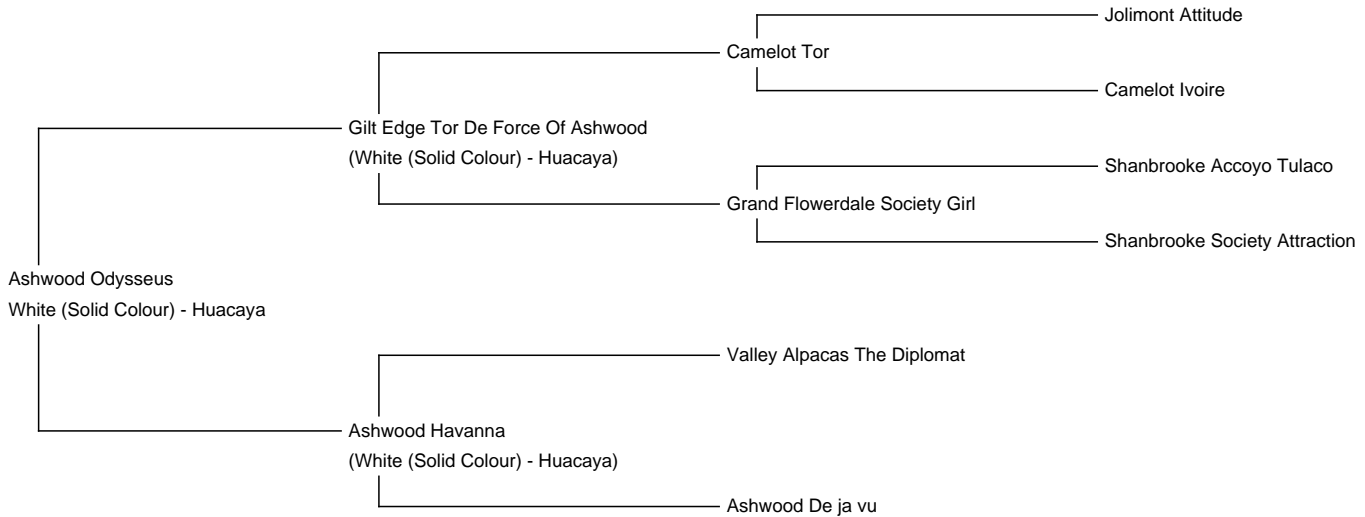 Jolimont Attitude
Camelot Tor
Camelot Ivoire
Gilt Edge Tor De Force Of Ashwood
(White (Solid Colour) - Huacaya)
Shanbrooke Accoyo Tulaco
Grand Flowerdale Society Girl
Shanbrooke Society Attraction
Ashwood Odysseus
White (Solid Colour) - Huacaya
Valley Alpacas The Diplomat
Ashwood Havanna
(White (Solid Colour) - Huacaya)
Ashwood De ja vu